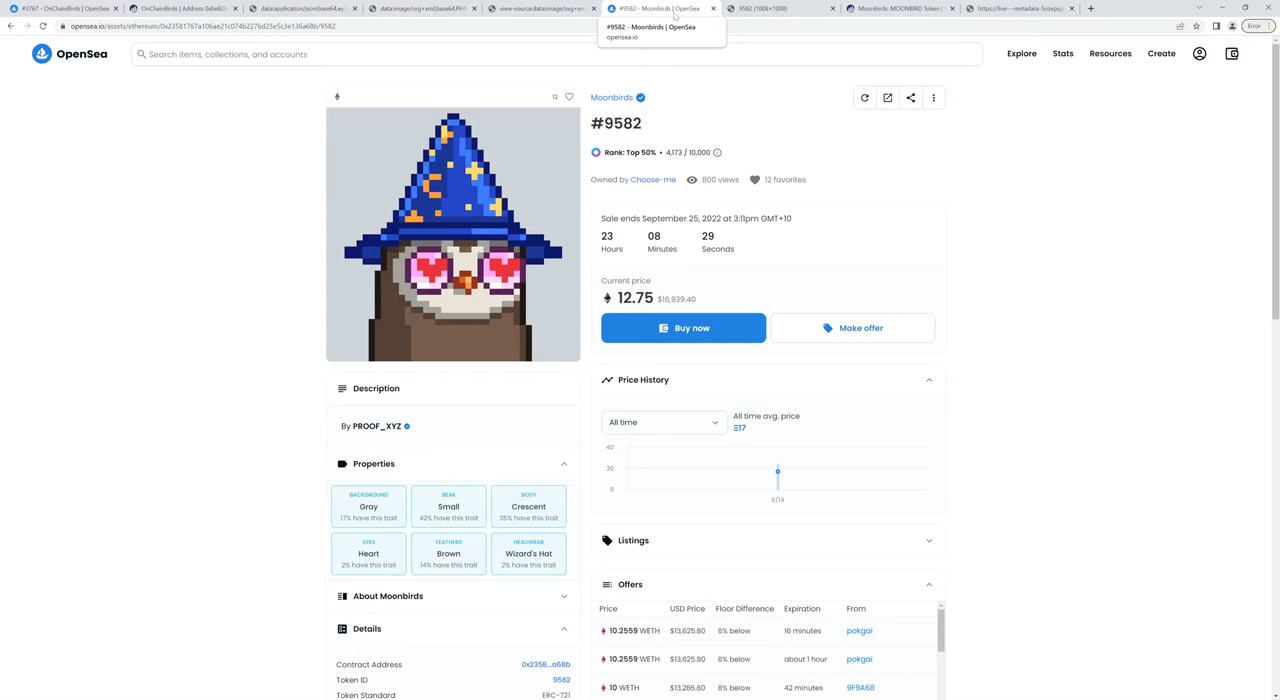 #3767 - OnChainBirds | OpenSea
OnChainBirds | Address 0xbe82b
data:application/json;base64,ey
data:image/svg+xml;base64,PHN
view-source:data:image/svg+xm
#9582 - Moonbirds | OpenSea
9582 (1008×1008)
Moonbirds: MOONBIRD Token |
opensea.io/assets/ethereum/0x23581767a106ae21c074b2276d25e5c3e136a68b/9582
Error
#9582 - Moonbirds | OpenSea
opensea.io
OpenSea
Search items, collections, and accounts
Explore
Stats
Resources
Create
12
Moonbirds
#9582
Rank: Top 50% • 4,173 / 10,000
Owned by Choose-me
800 views
12 favorites
Sale ends September 25, 2022 at 3:11pm GMT+10
23
08
29
Hours
Minutes
Seconds
Current price
12.75 $16,939.40
Buy now
Make offer
Description
By PROOF_XYZ
Properties
BACKGROUND
Gray
17% have this trait
BEAK
Small
42% have this trait
BODY
Crescent
35% have this trait
EYES
Heart
2% have this trait
FEATHERS
Brown
14% have this trait
HEADWEAR
Wizard's Hat
2% have this trait
About Moonbirds
Details
Contract Address
0x2358...a68b
Token ID
9582
Token Standard
ERC-721
Price History
All time
All time avg. price
Ξ17
40
20
0
6/14
Listings
Offers
Price
USD Price
Floor Difference
Expiration
From
10.2559 WETH
$13,625.80
6% below
16 minutes
pokgai
10.2559 WETH
$13,625.80
6% below
about 1 hour
pokgai
10 WETH
$13,285.80
8% below
42 minutes
9F9A68